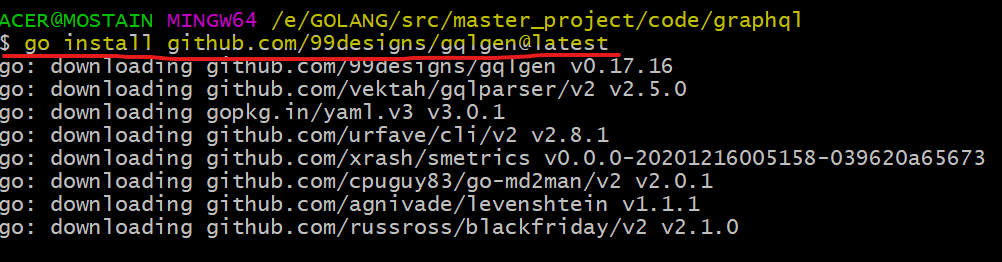 ACER@MOSTAIN MINGW64 /e/GOLANG/src/master_project/code/graphql
$ go install github.com/99designs/gqlgen@latest
go: downloading github.com/99designs/gqlgen v0.17.16
go: downloading github.com/vektah/gqlparser/v2 v2.5.0
go: downloading gopkg.in/yaml.v3 v3.0.1
go: downloading github.com/urfave/cli/v2 v2.8.1
go: downloading github.com/xrash/smetrics v0.0.0-20201216005158-039620a65673
go: downloading github.com/cpuguy83/go-md2man/v2 v2.0.1
go: downloading github.com/agnivade/levenshtein v1.1.1
go: downloading github.com/russross/blackfriday/v2 v2.1.0